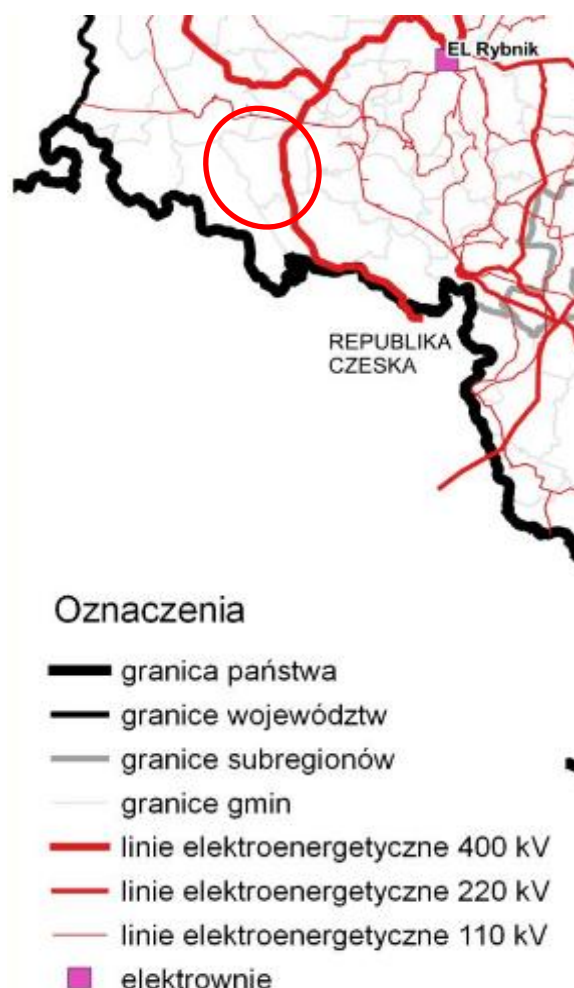 EL Rybnik
REPUBLIKA
CZESKA
Oznaczenia
granica państwa
granice województw
granice subregionów
granice gmin
linie elektroenergetyczne 400 kV
linie elektroenergetyczne 220 kV
linie elektroenergetyczne 110 kV
elektrownie